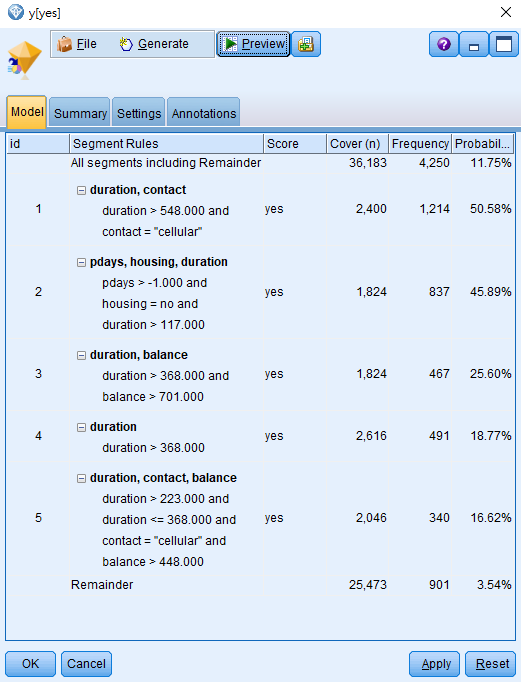 y[yes]
File Generate Preview
Model Summary Settings Annotations
id Segment Rules Score Cover (n) Frequency Probabil...
All segments including Remainder 36,183 4,250 11.75%
duration, contact
1 duration > 548.000 and yes 2,400 1,214 50.58%
contact = "cellular"
pdays, housing, duration
pdays > -1.000 and
2 housing = no and yes 1,824 837 45.89%
duration > 117.000
duration, balance
3 duration > 368.000 and yes 1,824 467 25.60%
balance > 701.000
duration
4 duration > 368.000 yes 2,616 491 18.77%
duration, contact, balance
duration > 223.000 and
5 duration <= 368.000 and yes 2,046 340 16.62%
contact = "cellular" and
balance > 448.000
Remainder 25,473 901 3.54%
OK Cancel Apply Reset